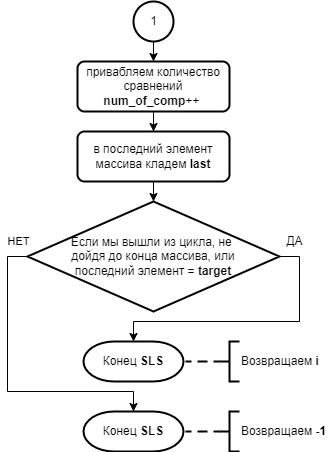 1
привабляем количество
сравнений
num_of_comp++
в последний элемент
массива кладем last
Если мы вышли из цикла, не
дойдя до конца массива, или
последний элемент = target
НЕТ
ДА
Конец SLS
Возвращаем i
Конец SLS
Возвращаем -1